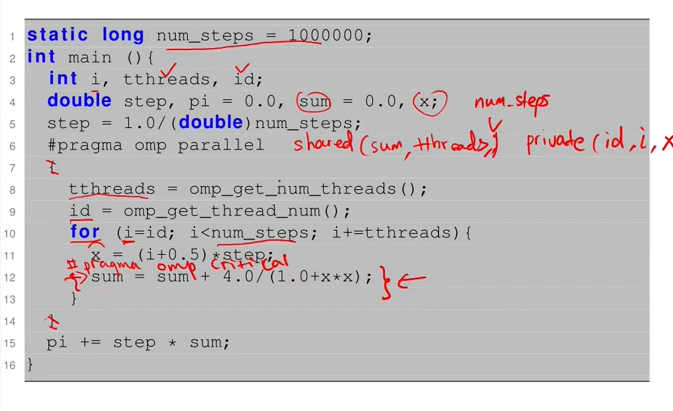 1 static long num_steps = 1000000;
2 int main (){
3 int i, tthreads, id;
4 double step, pi = 0.0, sum = 0.0, x; num_steps
5 step = 1.0/(double)num_steps;
6 #pragma omp parallel shared(sum, tthreads,) private(id, i, x
7 {
8 tthreads = omp_get_num_threads();
9 id = omp_get_thread_num();
10 for (i=id; i<num_steps; i+=tthreads){
11 x = (i+0.5)*step;
# pragma omp critical
12 sum = sum + 4.0/(1.0+x*x);
13 }
14 }
15 pi += step * sum;
16 }